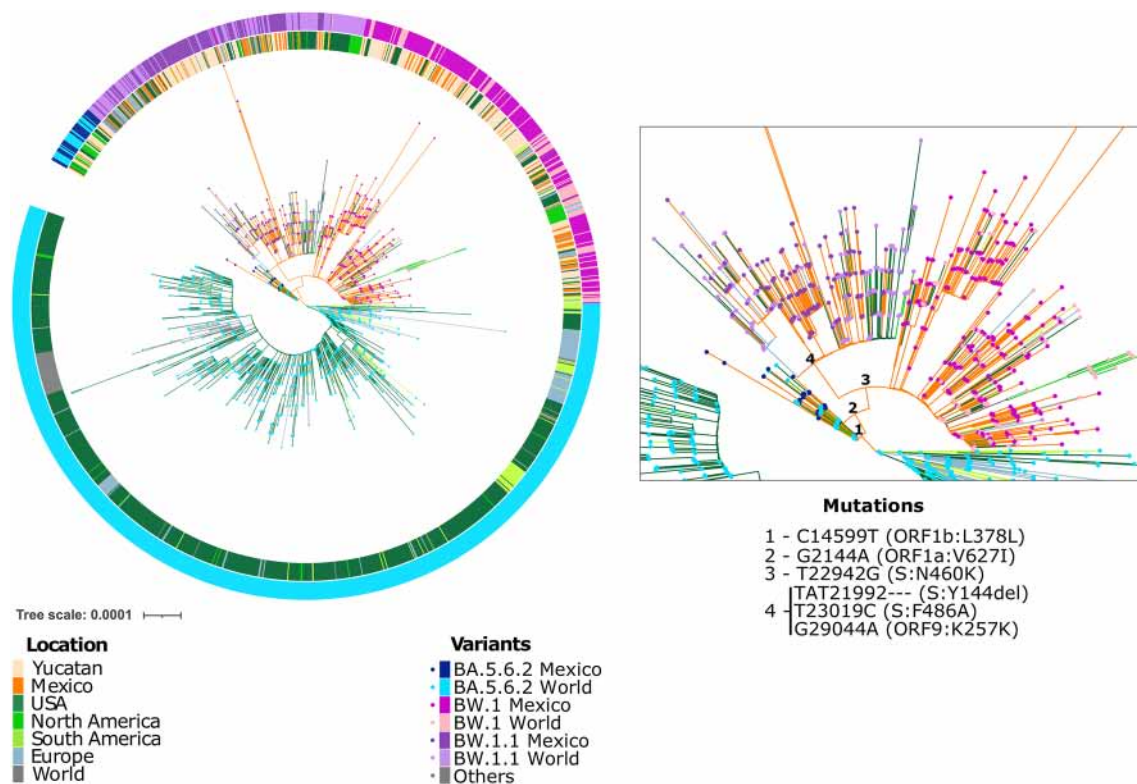 4
3
2
1
Mutations
1 - C14599T (ORF1b:L378L)
2 - G2144A (ORF1a:V627I)
3 - T22942G (S:N460K)
TAT21992--- (S:Y144del)
4 - T23019C (S:F486A)
G29044A (ORF9:K257K)
Tree scale: 0.0001
Location
Yucatan
Mexico
USA
North America
South America
Europe
World
Variants
BA.5.6.2 Mexico
BA.5.6.2 World
BW.1 Mexico
BW.1 World
BW.1.1 Mexico
BW.1.1 World
Others